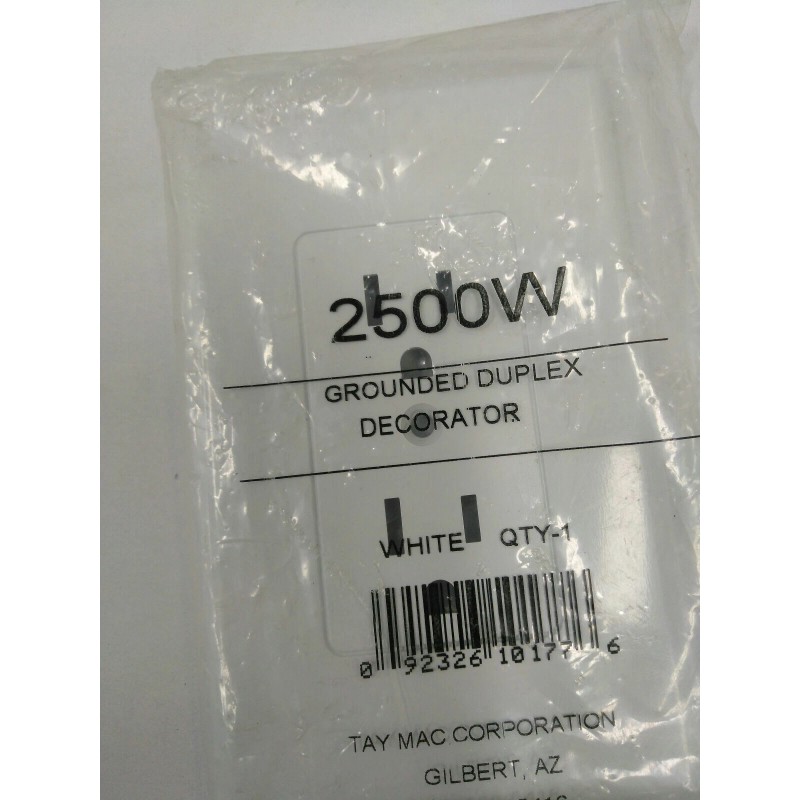 2500W
GROUNDED DUPLEX
DECORATOR
WHITE QTY-1
0 92326 10177 6
TAY MAC CORPORATION
GILBERT, AZ